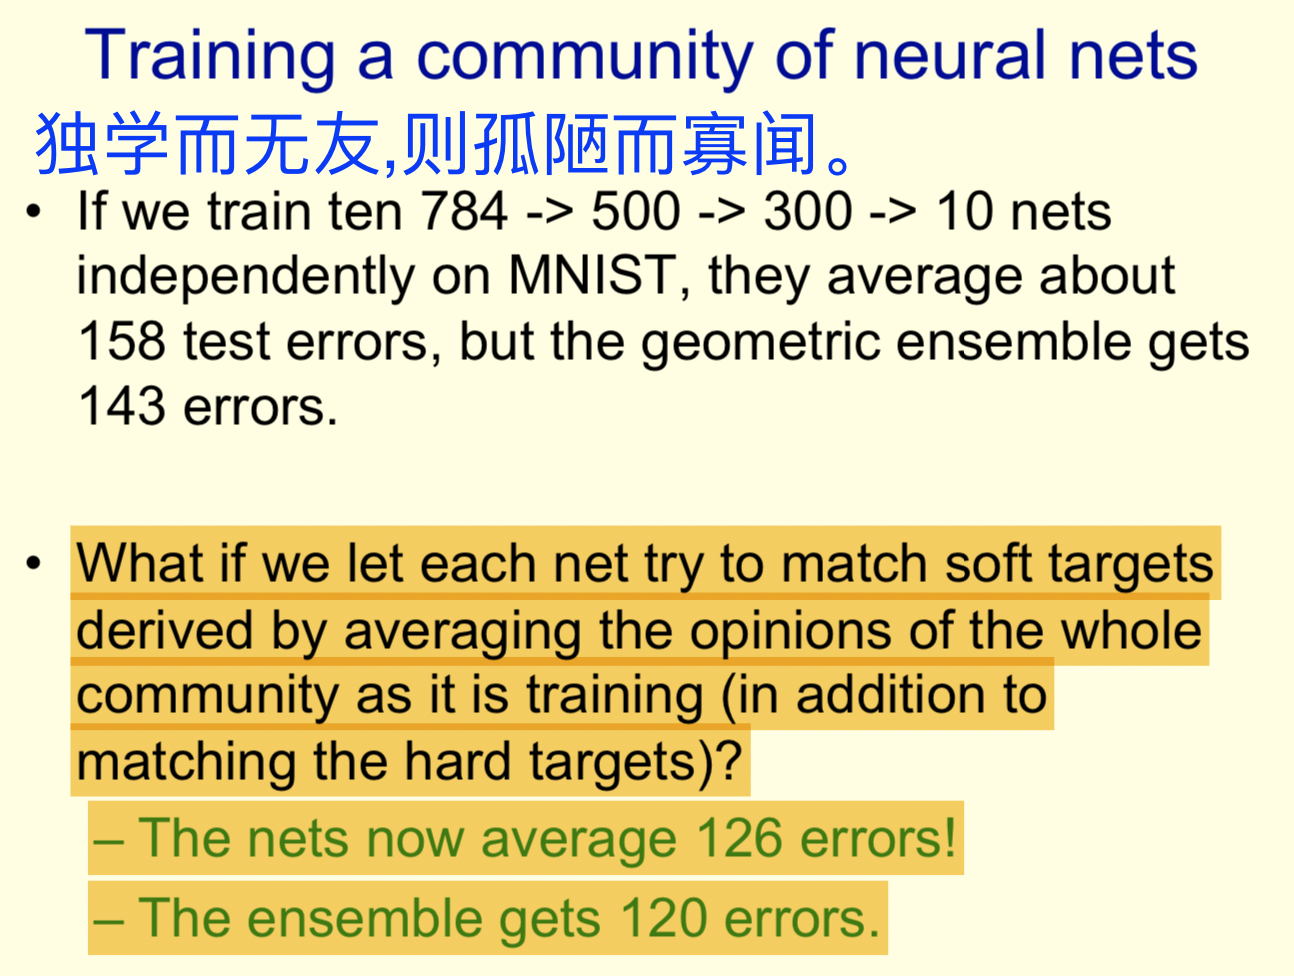 Training a community of neural nets
独学而无友,则孤陋而寡闻。
• If we train ten 784 -> 500 -> 300 -> 10 nets
independently on MNIST, they average about
158 test errors, but the geometric ensemble gets
143 errors.
• What if we let each net try to match soft targets
derived by averaging the opinions of the whole
community as it is training (in addition to
matching the hard targets)?
– The nets now average 126 errors!
– The ensemble gets 120 errors.